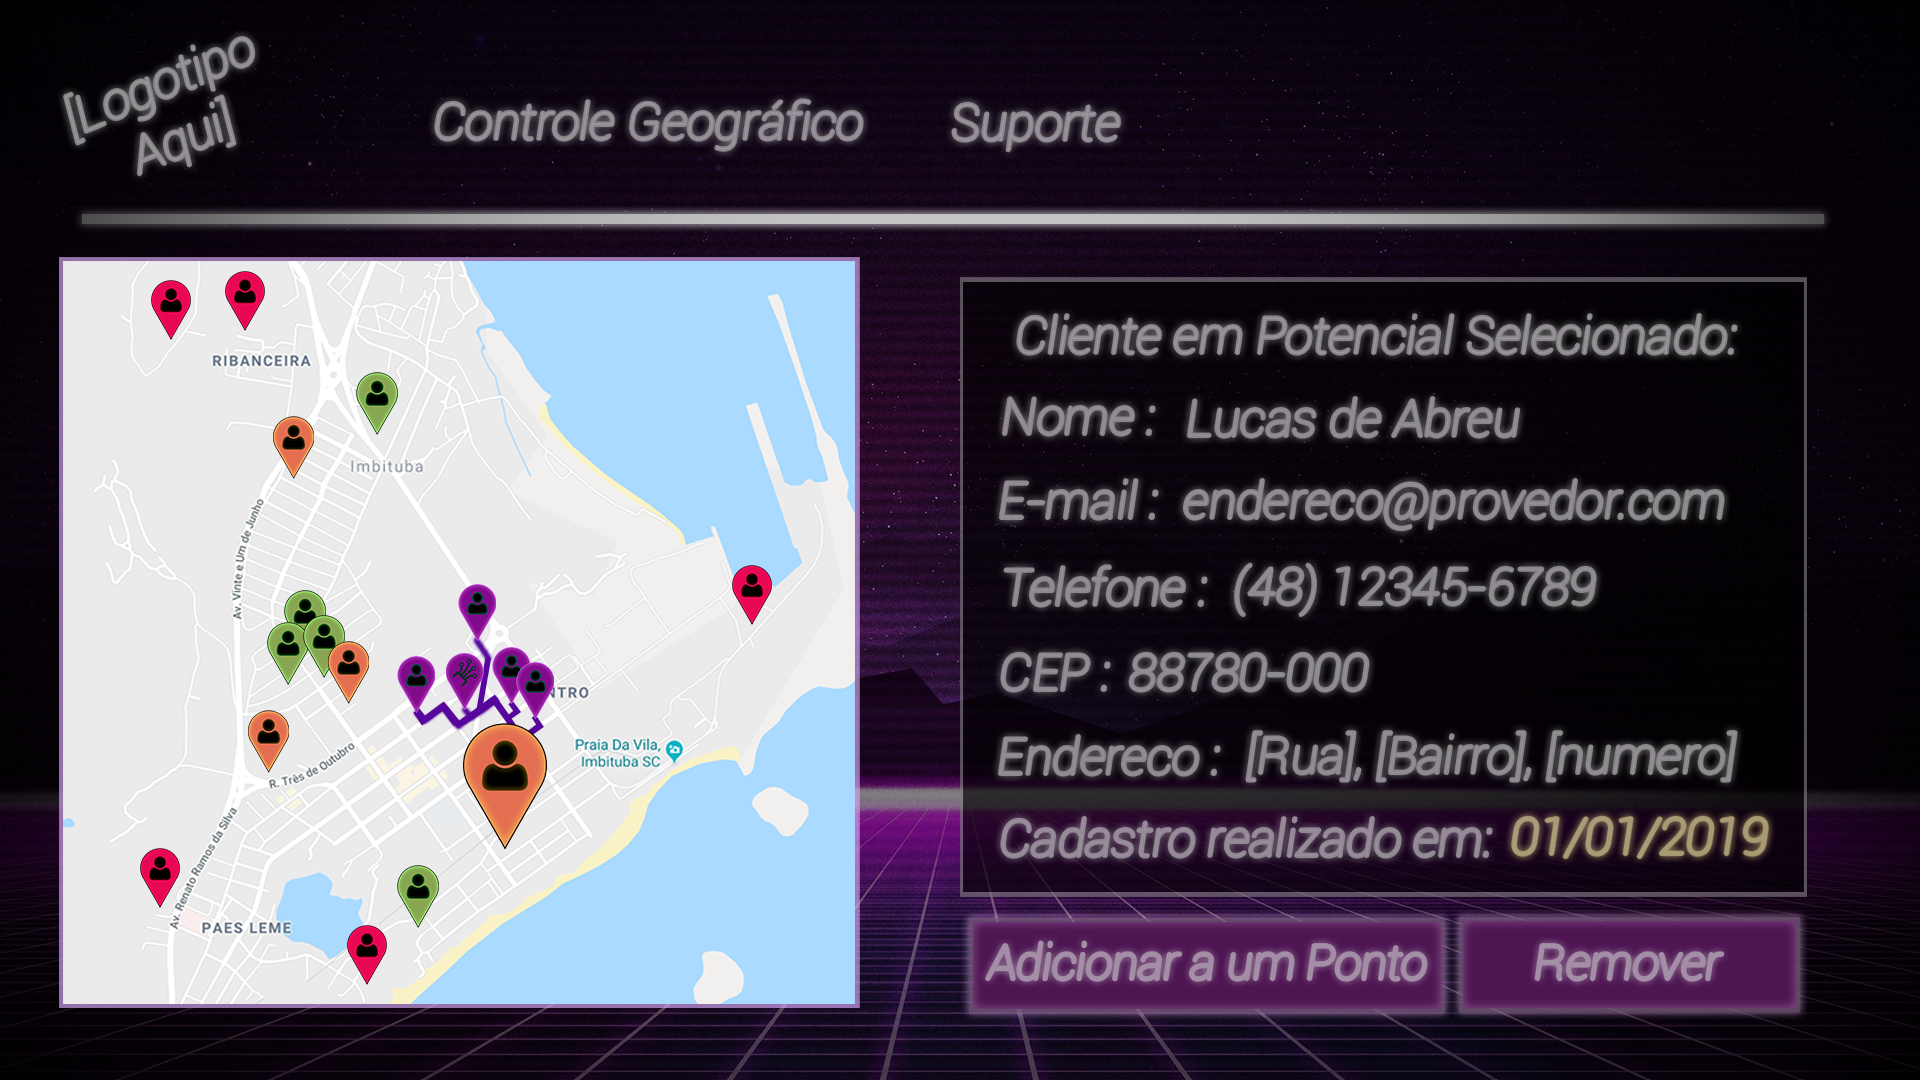 [Logotipo
Aqui]
Controle Geográfico
Suporte
RIBANCEIRA
Imbituba
Av. Vinte e Um de Junho
NTRO
Praia Da Vila,
Imbituba SC
R. Três de Outubro
Av. Renato Ramos da Silva
PAES LEME
Cliente em Potencial Selecionado:
Nome : Lucas de Abreu
E-mail : endereco@provedor.com
Telefone : (48) 12345-6789
CEP : 88780-000
Endereco : [Rua], [Bairro], [numero]
Cadastro realizado em: 01/01/2019
Adicionar a um Ponto
Remover